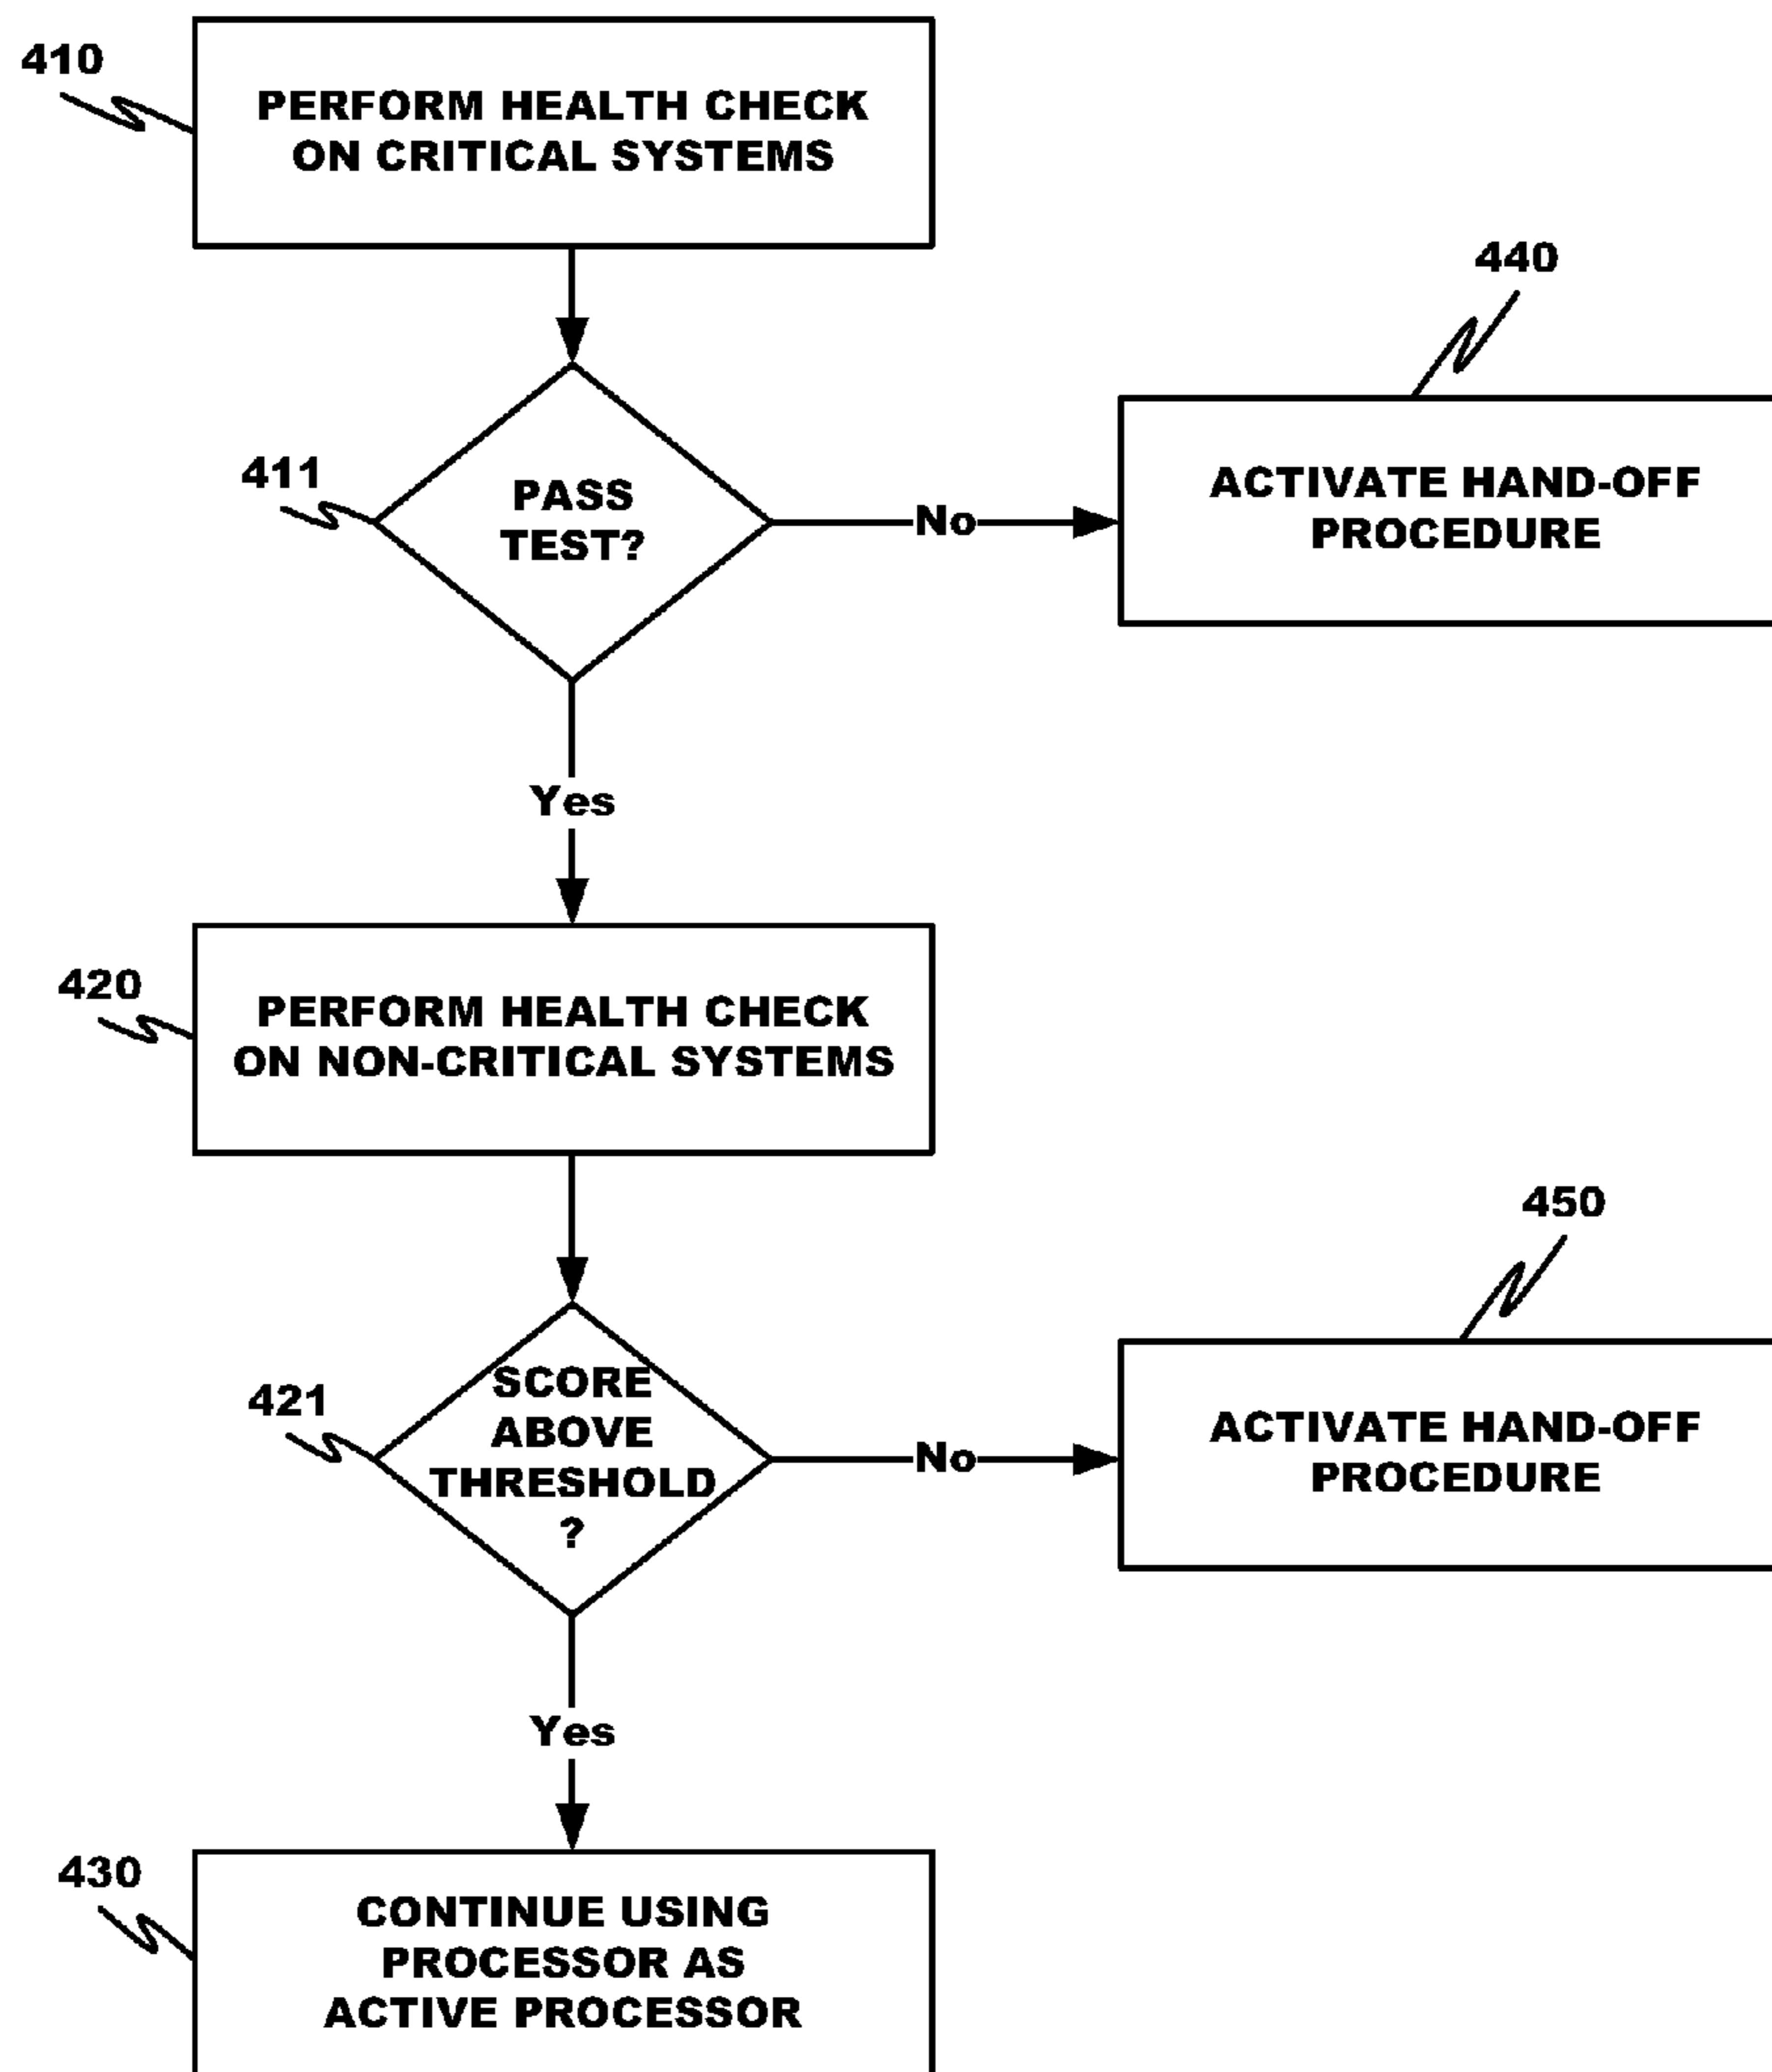 410
PERFORM HEALTH CHECK
ON CRITICAL SYSTEMS
440
411
PASS
TEST?
No
ACTIVATE HAND-OFF
PROCEDURE
Yes
420
PERFORM HEALTH CHECK
ON NON-CRITICAL SYSTEMS
450
421
SCORE
ABOVE
THRESHOLD
?
No
ACTIVATE HAND-OFF
PROCEDURE
Yes
430
CONTINUE USING
PROCESSOR AS
ACTIVE PROCESSOR